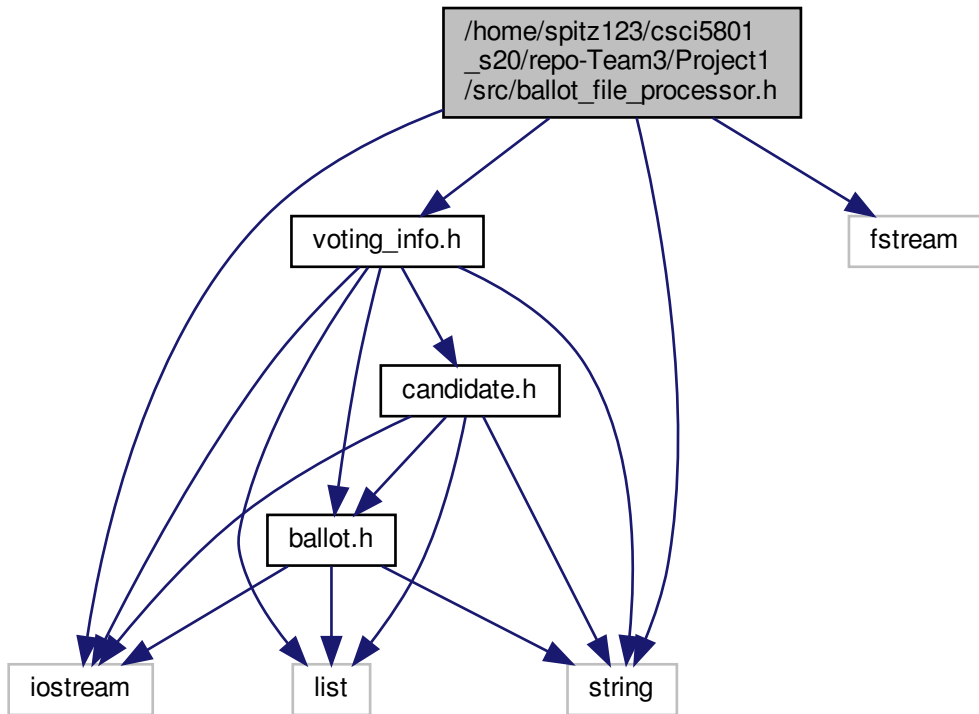 /home/spitz123/csci5801
_s20/repo-Team3/Project1
/src/ballot_file_processor.h
voting_info.h
fstream
candidate.h
ballot.h
iostream
list
string